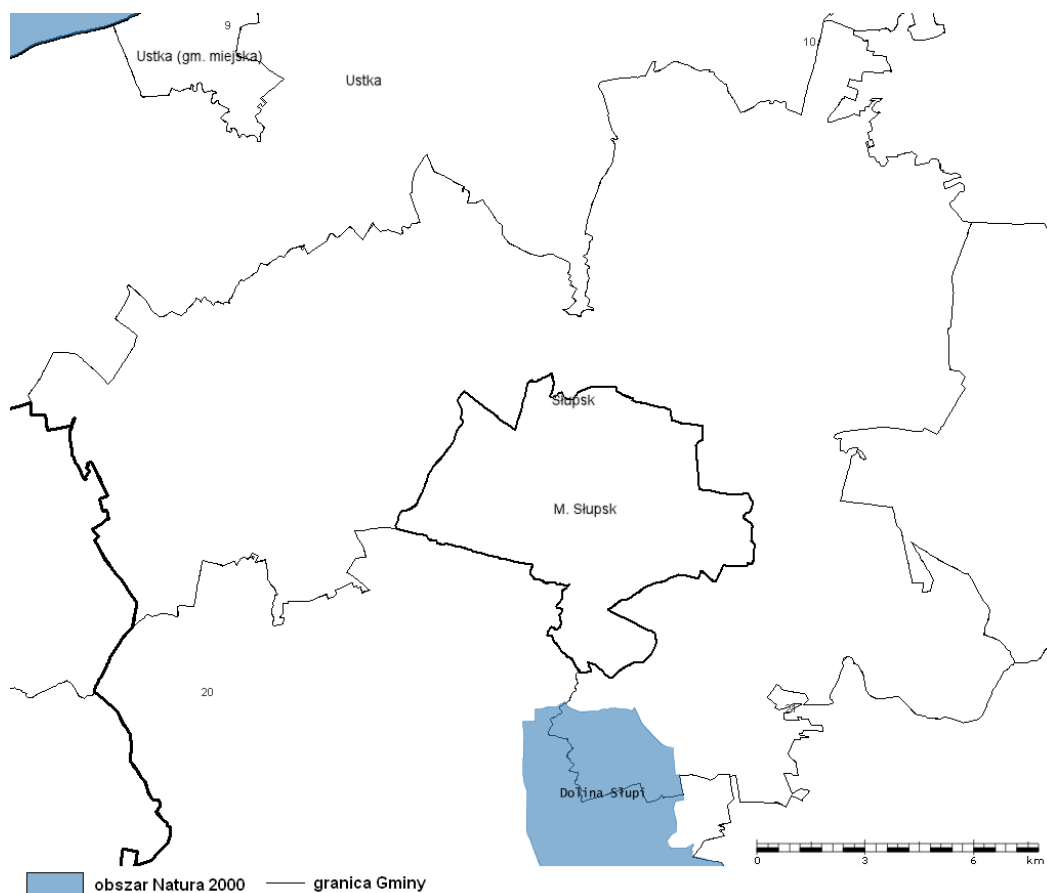 9
10
Ustka (gm. miejska)
Ustka
Słupsk
M. Słupsk
20
Dolina Słupi
0 3 6 km
obszar Natura 2000 granica Gminy